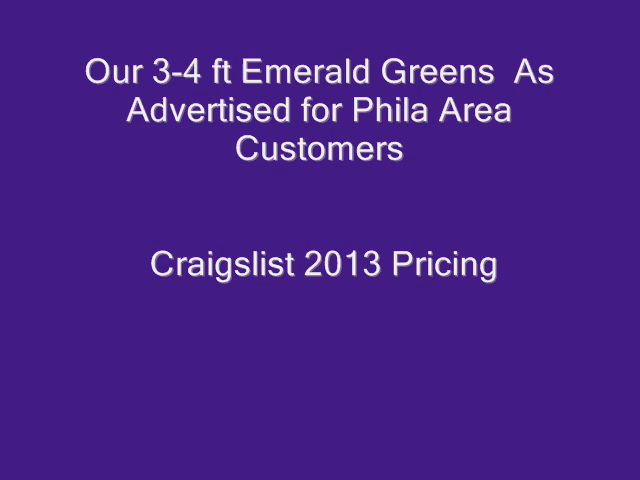 Our 3-4 ft Emerald Greens  As
Advertised for Phila Area
Customers
Craigslist 2013 Pricing